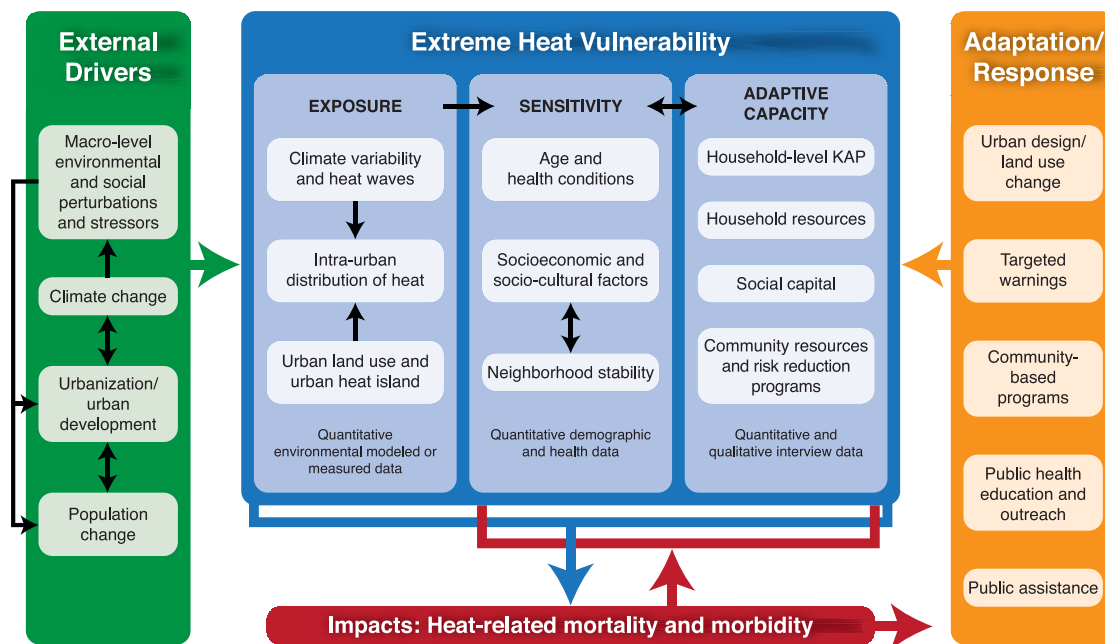 External
Drivers
Macro-level
environmental
and social
perturbations
and stressors
Climate change
Urbanization/
urban
development
Population
change
Extreme Heat Vulnerability
EXPOSURE
Climate variability
and heat waves
Intra-urban
distribution of heat
Urban land use and
urban heat island
Quantitative
environmental modeled or
measured data
SENSITIVITY
Age and
health conditions
Socioeconomic and
socio-cultural factors
Neighborhood stability
Quantitative demographic
and health data
ADAPTIVE
CAPACITY
Household-level KAP
Household resources
Social capital
Community resources
and risk reduction
programs
Quantitative and
qualitative interview data
Adaptation/
Response
Urban design/
land use
change
Targeted
warnings
Community-
based
programs
Public health
education and
outreach
Public assistance
Impacts: Heat-related mortality and morbidity